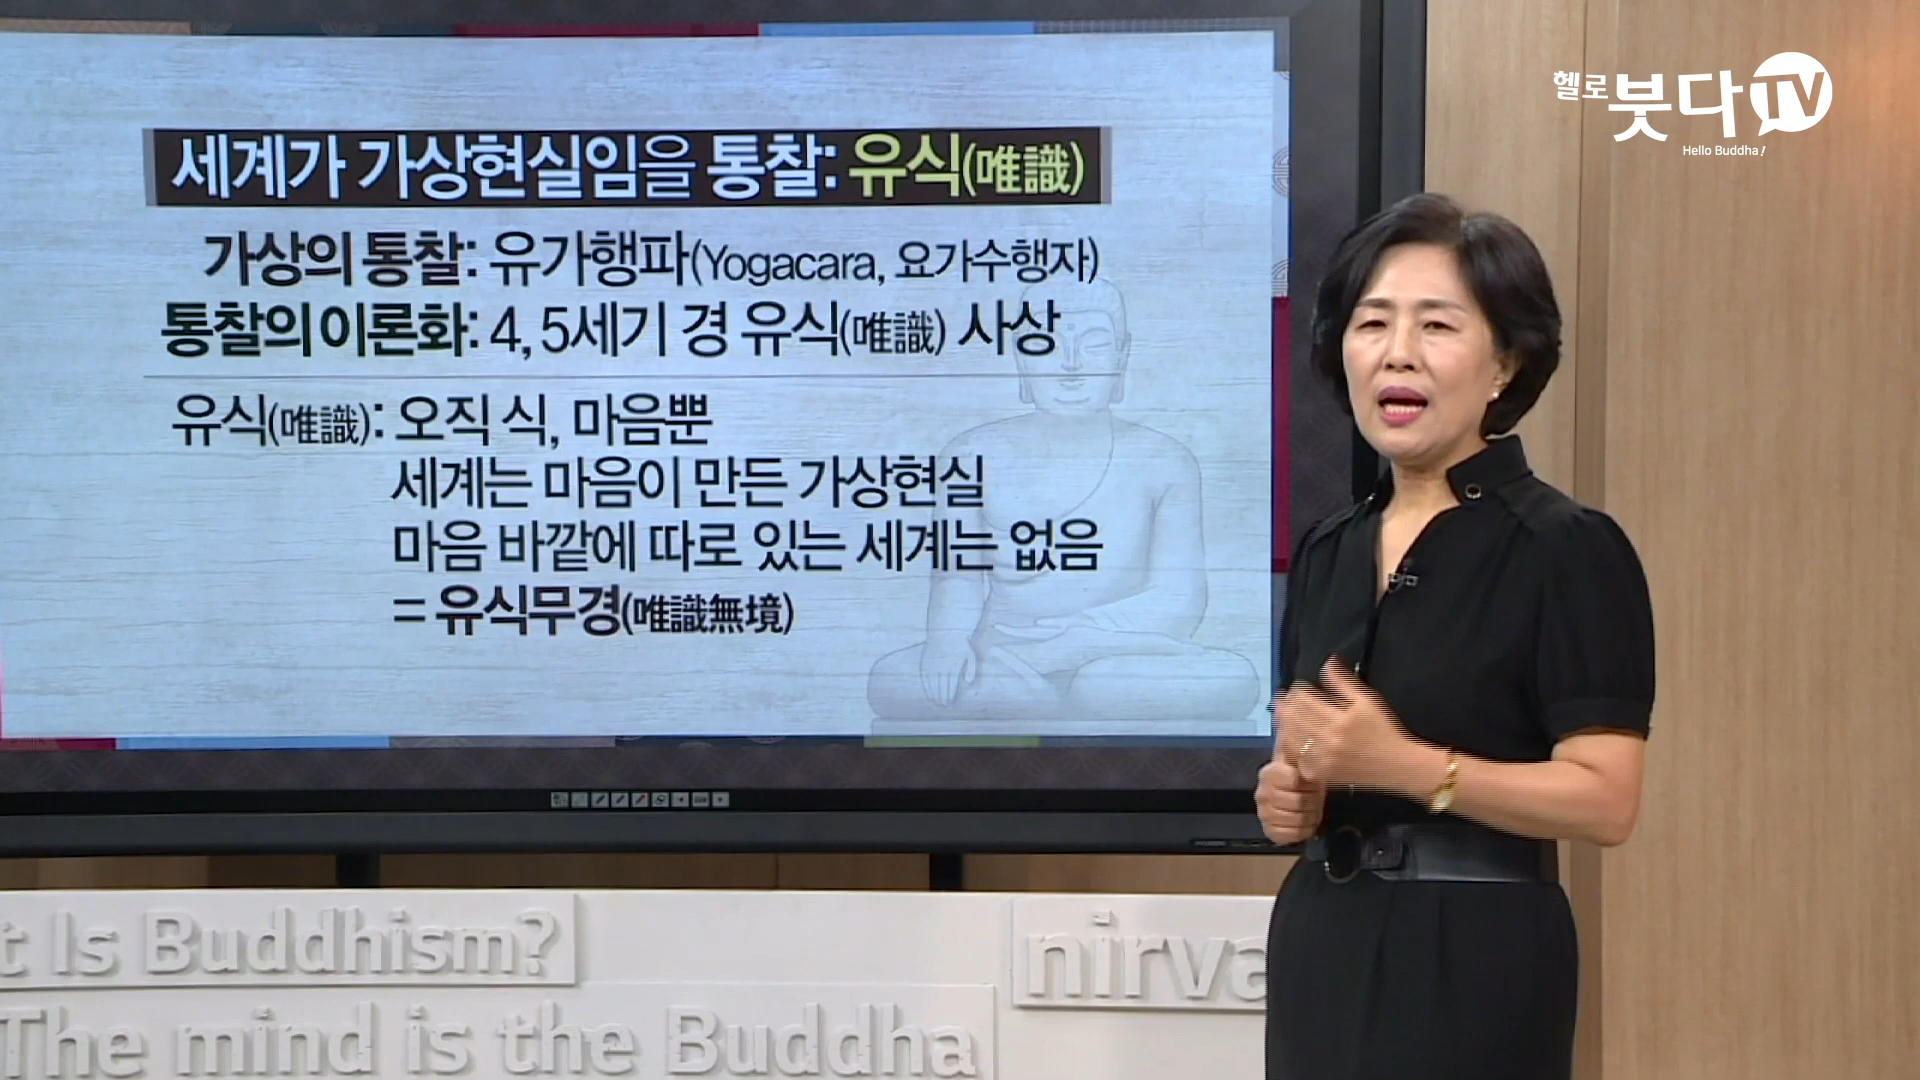 헬로 붓다 TV
Hello Buddha!
세계가 가상현실임을 통찰: 유식(唯識)
가상의 통찰: 유가행파(Yogacara, 요가수행자)
통찰의 이론화: 4, 5세기 경 유식(唯識) 사상
유식(唯識): 오직 식, 마음뿐
세계는 마음이 만든 가상현실
마음 바깥에 따로 있는 세계는 없음
= 유식무경(唯識無境)
t Is Buddhism?
nirva
The mind is the Buddha